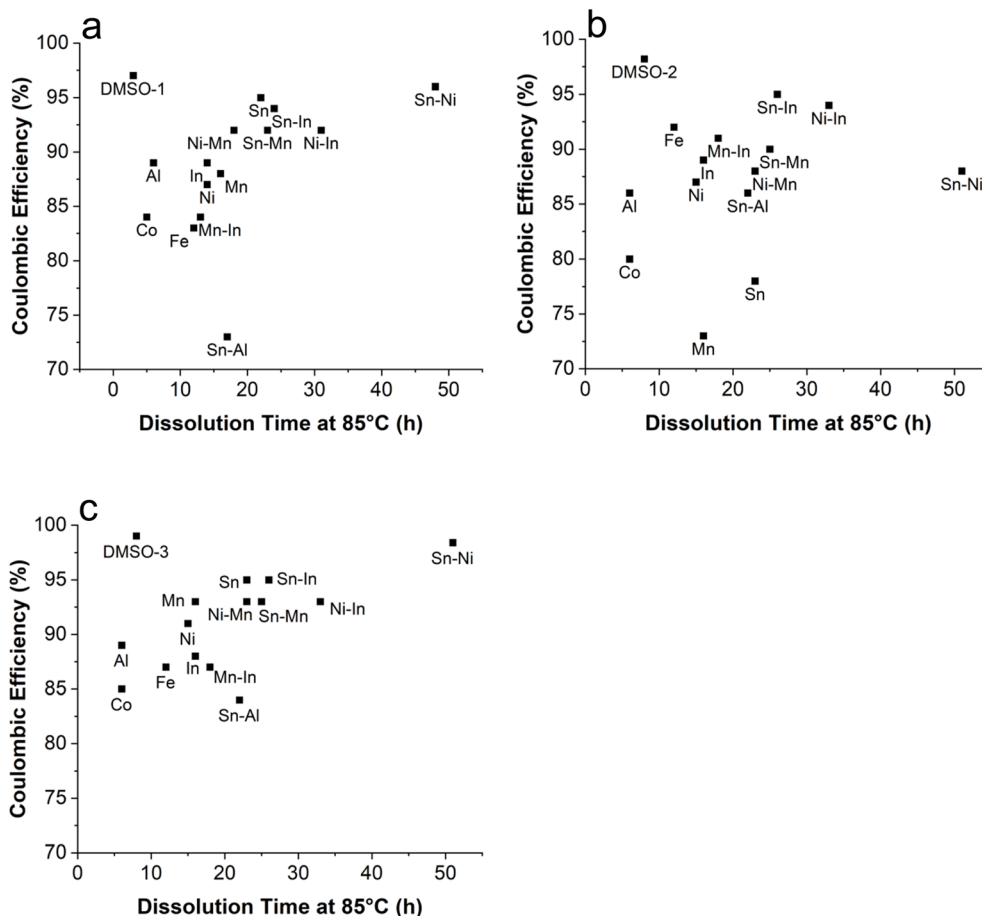 a
100
95
90
85
80
75
70
Coulombic Efficiency (%)
DMSO-1
Sn-Ni
Sn
Sn-In
Ni-Mn
Sn-Mn
Ni-In
Al
In
Mn
Ni
Co
Mn-In
Fe
Sn-Al
0 10 20 30 40 50
Dissolution Time at 85°C (h)
b
100
95
90
85
80
75
70
Coulombic Efficiency (%)
DMSO-2
Sn-In
Ni-In
Fe
Mn-In
Sn-Mn
In
Ni-Mn
Sn-Ni
Ni
Al
Sn-Al
Co
Sn
Mn
0 10 20 30 40 50
Dissolution Time at 85°C (h)
c
100
95
90
85
80
75
70
Coulombic Efficiency (%)
DMSO-3
Sn-Ni
Sn
Sn-In
Mn
Ni-Mn
Sn-Mn
Ni-In
Ni
Al
In
Fe
Mn-In
Co
Sn-Al
0 10 20 30 40 50
Dissolution Time at 85°C (h)